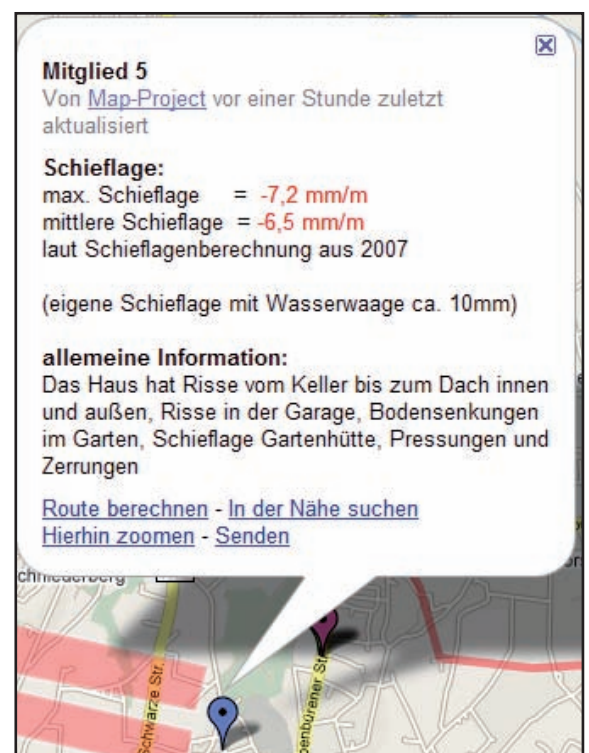 Mitglied 5
Von Map-Project vor einer Stunde zuletzt
aktualisiert
Schieflage:
max. Schieflage = -7,2 mm/m
mittlere Schieflage = -6,5 mm/m
laut Schieflagenberechnung aus 2007
(eigene Schieflage mit Wasserwaage ca. 10mm)
allemeine Information:
Das Haus hat Risse vom Keller bis zum Dach innen
und außen, Risse in der Garage, Bodensenkungen
im Garten, Schieflage Gartenhütte, Pressungen und
Zerrungen
Route berechnen - In der Nähe suchen
Hierhin zoomen - Senden
chmiederberg
Schwarze Str.
penbürener Str